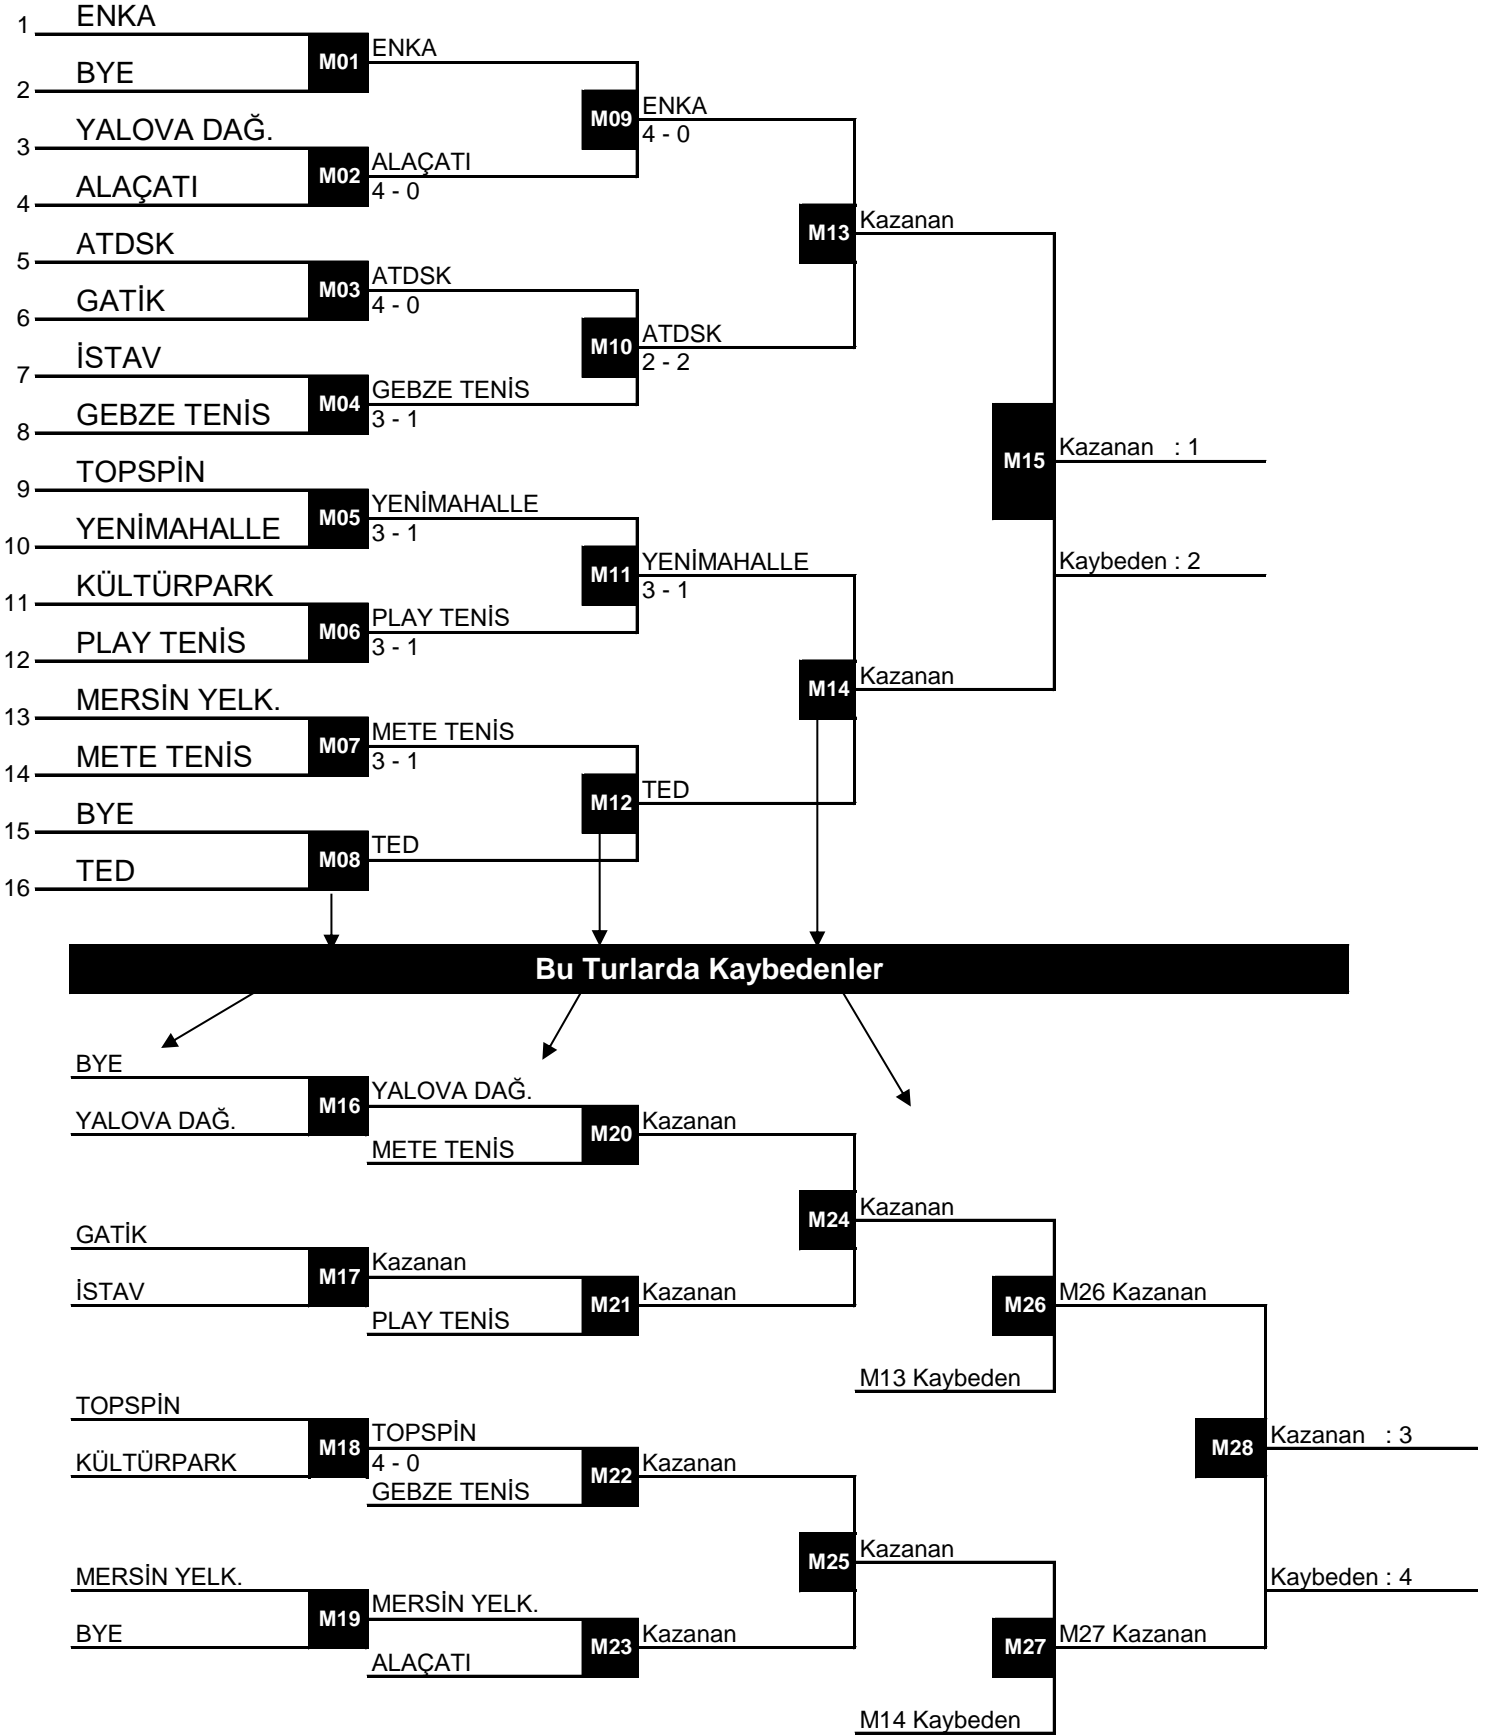 1 ENKA
M01 ENKA
2 BYE
M09 ENKA
4 - 0
3 YALOVA DAĞ.
M02 ALAÇATI
4 - 0
4 ALAÇATI
M13 Kazanan
5 ATDSK
M03 ATDSK
4 - 0
6 GATİK
M10 ATDSK
2 - 2
7 İSTAV
M04 GEBZE TENİS
3 - 1
8 GEBZE TENİS
M15 Kazanan : 1
9 TOPSPİN
M05 YENİMAHALLE
3 - 1
10 YENİMAHALLE
Kaybeden : 2
M11 YENİMAHALLE
3 - 1
11 KÜLTÜRPARK
M06 PLAY TENİS
3 - 1
12 PLAY TENİS
M14 Kazanan
13 MERSİN YELK.
M07 METE TENİS
3 - 1
14 METE TENİS
M12 TED
15 BYE
M08 TED
16 TED
Bu Turlarda Kaybedenler
BYE
M16 YALOVA DAĞ.
YALOVA DAĞ.
M20 Kazanan
METE TENİS
M24 Kazanan
GATİK
M17 Kazanan
İSTAV
M21 Kazanan
PLAY TENİS
M26 M26 Kazanan
M13 Kaybeden
TOPSPİN
M18 TOPSPİN
4 - 0
KÜLTÜRPARK
M22 Kazanan
GEBZE TENİS
M28 Kazanan : 3
M25 Kazanan
Kaybeden : 4
MERSİN YELK.
M19 MERSİN YELK.
BYE
M23 Kazanan
ALAÇATI
M27 M27 Kazanan
M14 Kaybeden